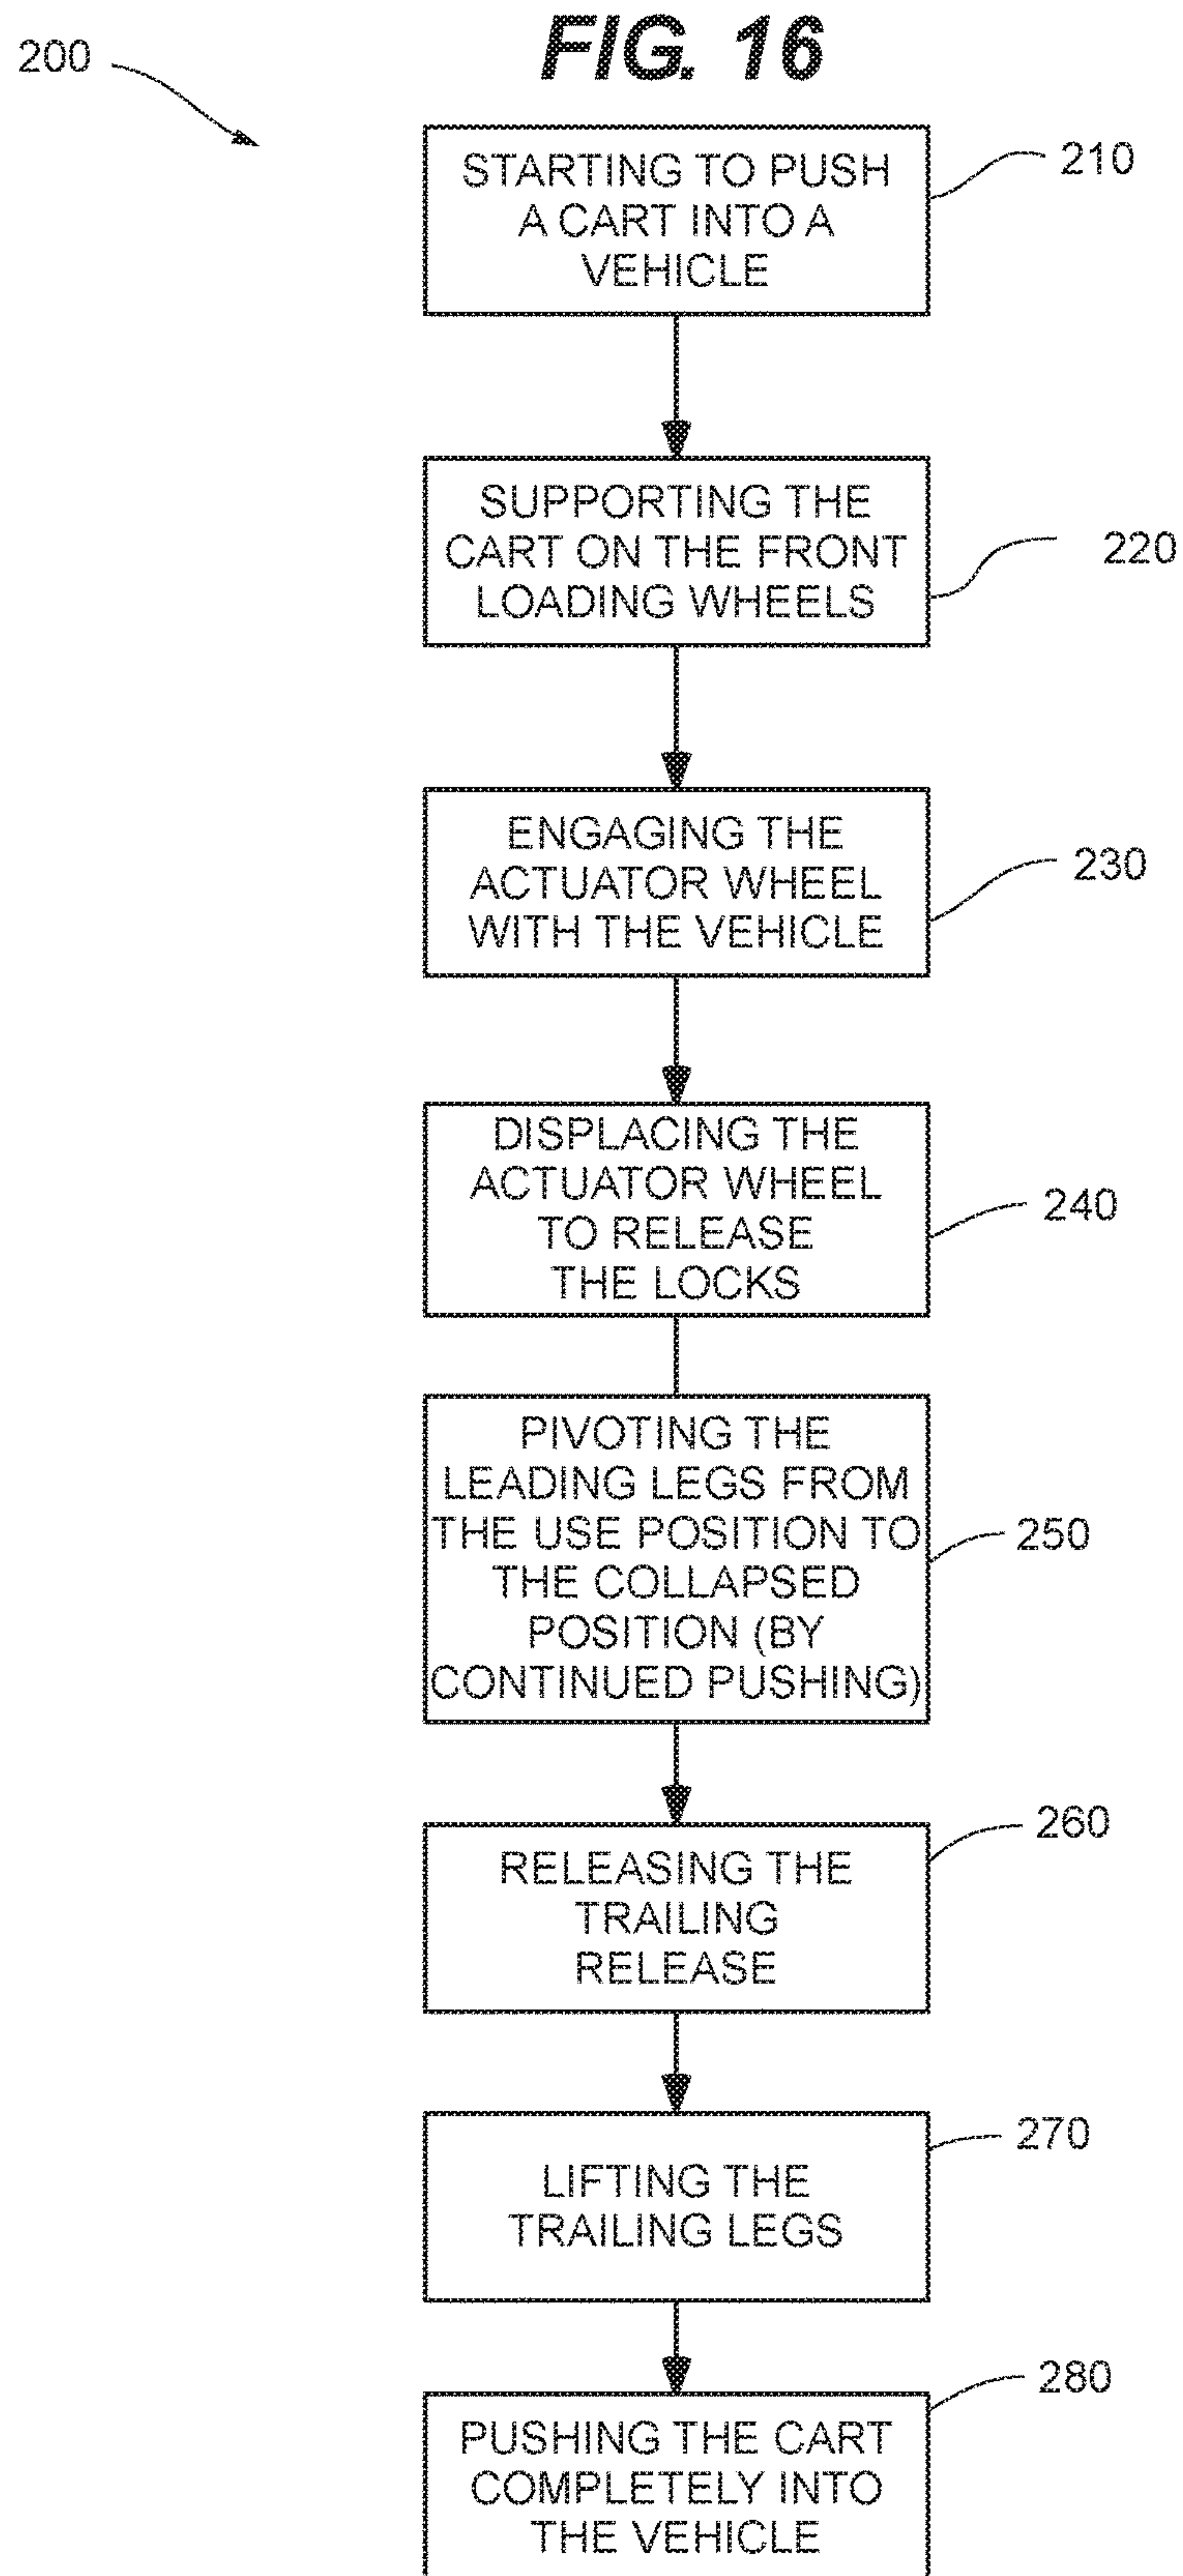 FIG. 16
200
STARTING TO PUSH
A CART INTO A
VEHICLE
210
SUPPORTING THE
CART ON THE FRONT
LOADING WHEELS
220
ENGAGING THE
ACTUATOR WHEEL
WITH THE VEHICLE
230
DISPLACING THE
ACTUATOR WHEEL
TO RELEASE
THE LOCKS
240
PIVOTING THE
LEADING LEGS FROM
THE USE POSITION TO
THE COLLAPSED
POSITION (BY
CONTINUED PUSHING)
250
RELEASING THE
TRAILING
RELEASE
260
LIFTING THE
TRAILING LEGS
270
PUSHING THE CART
COMPLETELY INTO
THE VEHICLE
280